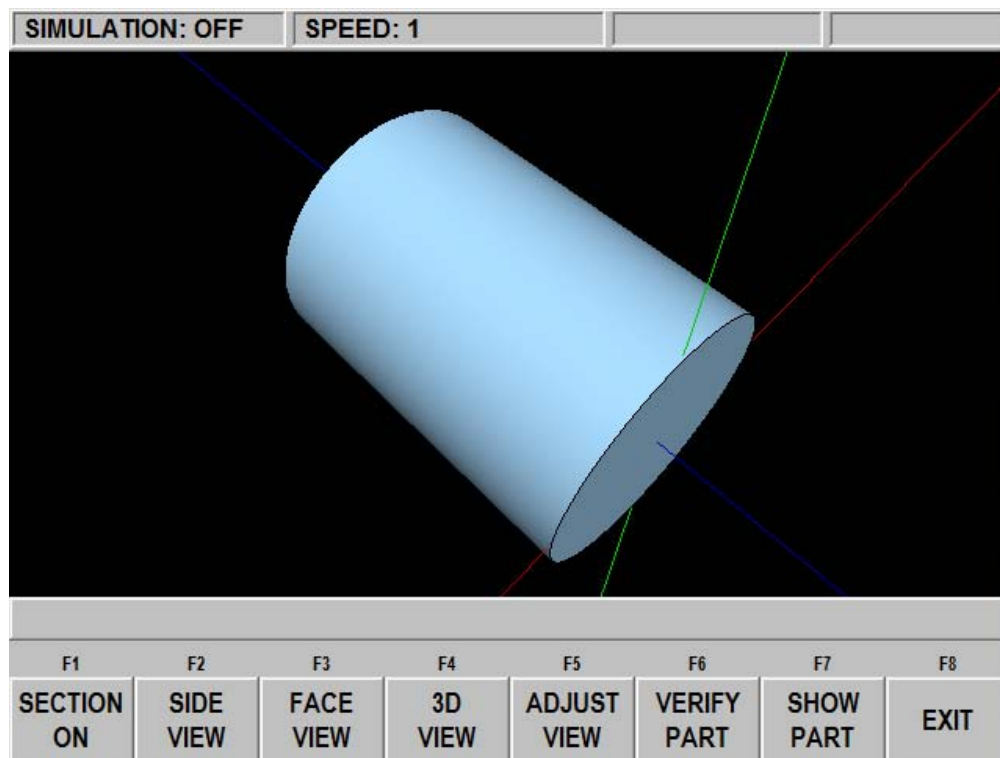 SIMULATION: OFF SPEED: 1
F1 F2 F3 F4 F5 F6 F7 F8
SECTION SIDE FACE 3D ADJUST VERIFY SHOW EXIT
ON VIEW VIEW VIEW VIEW PART PART